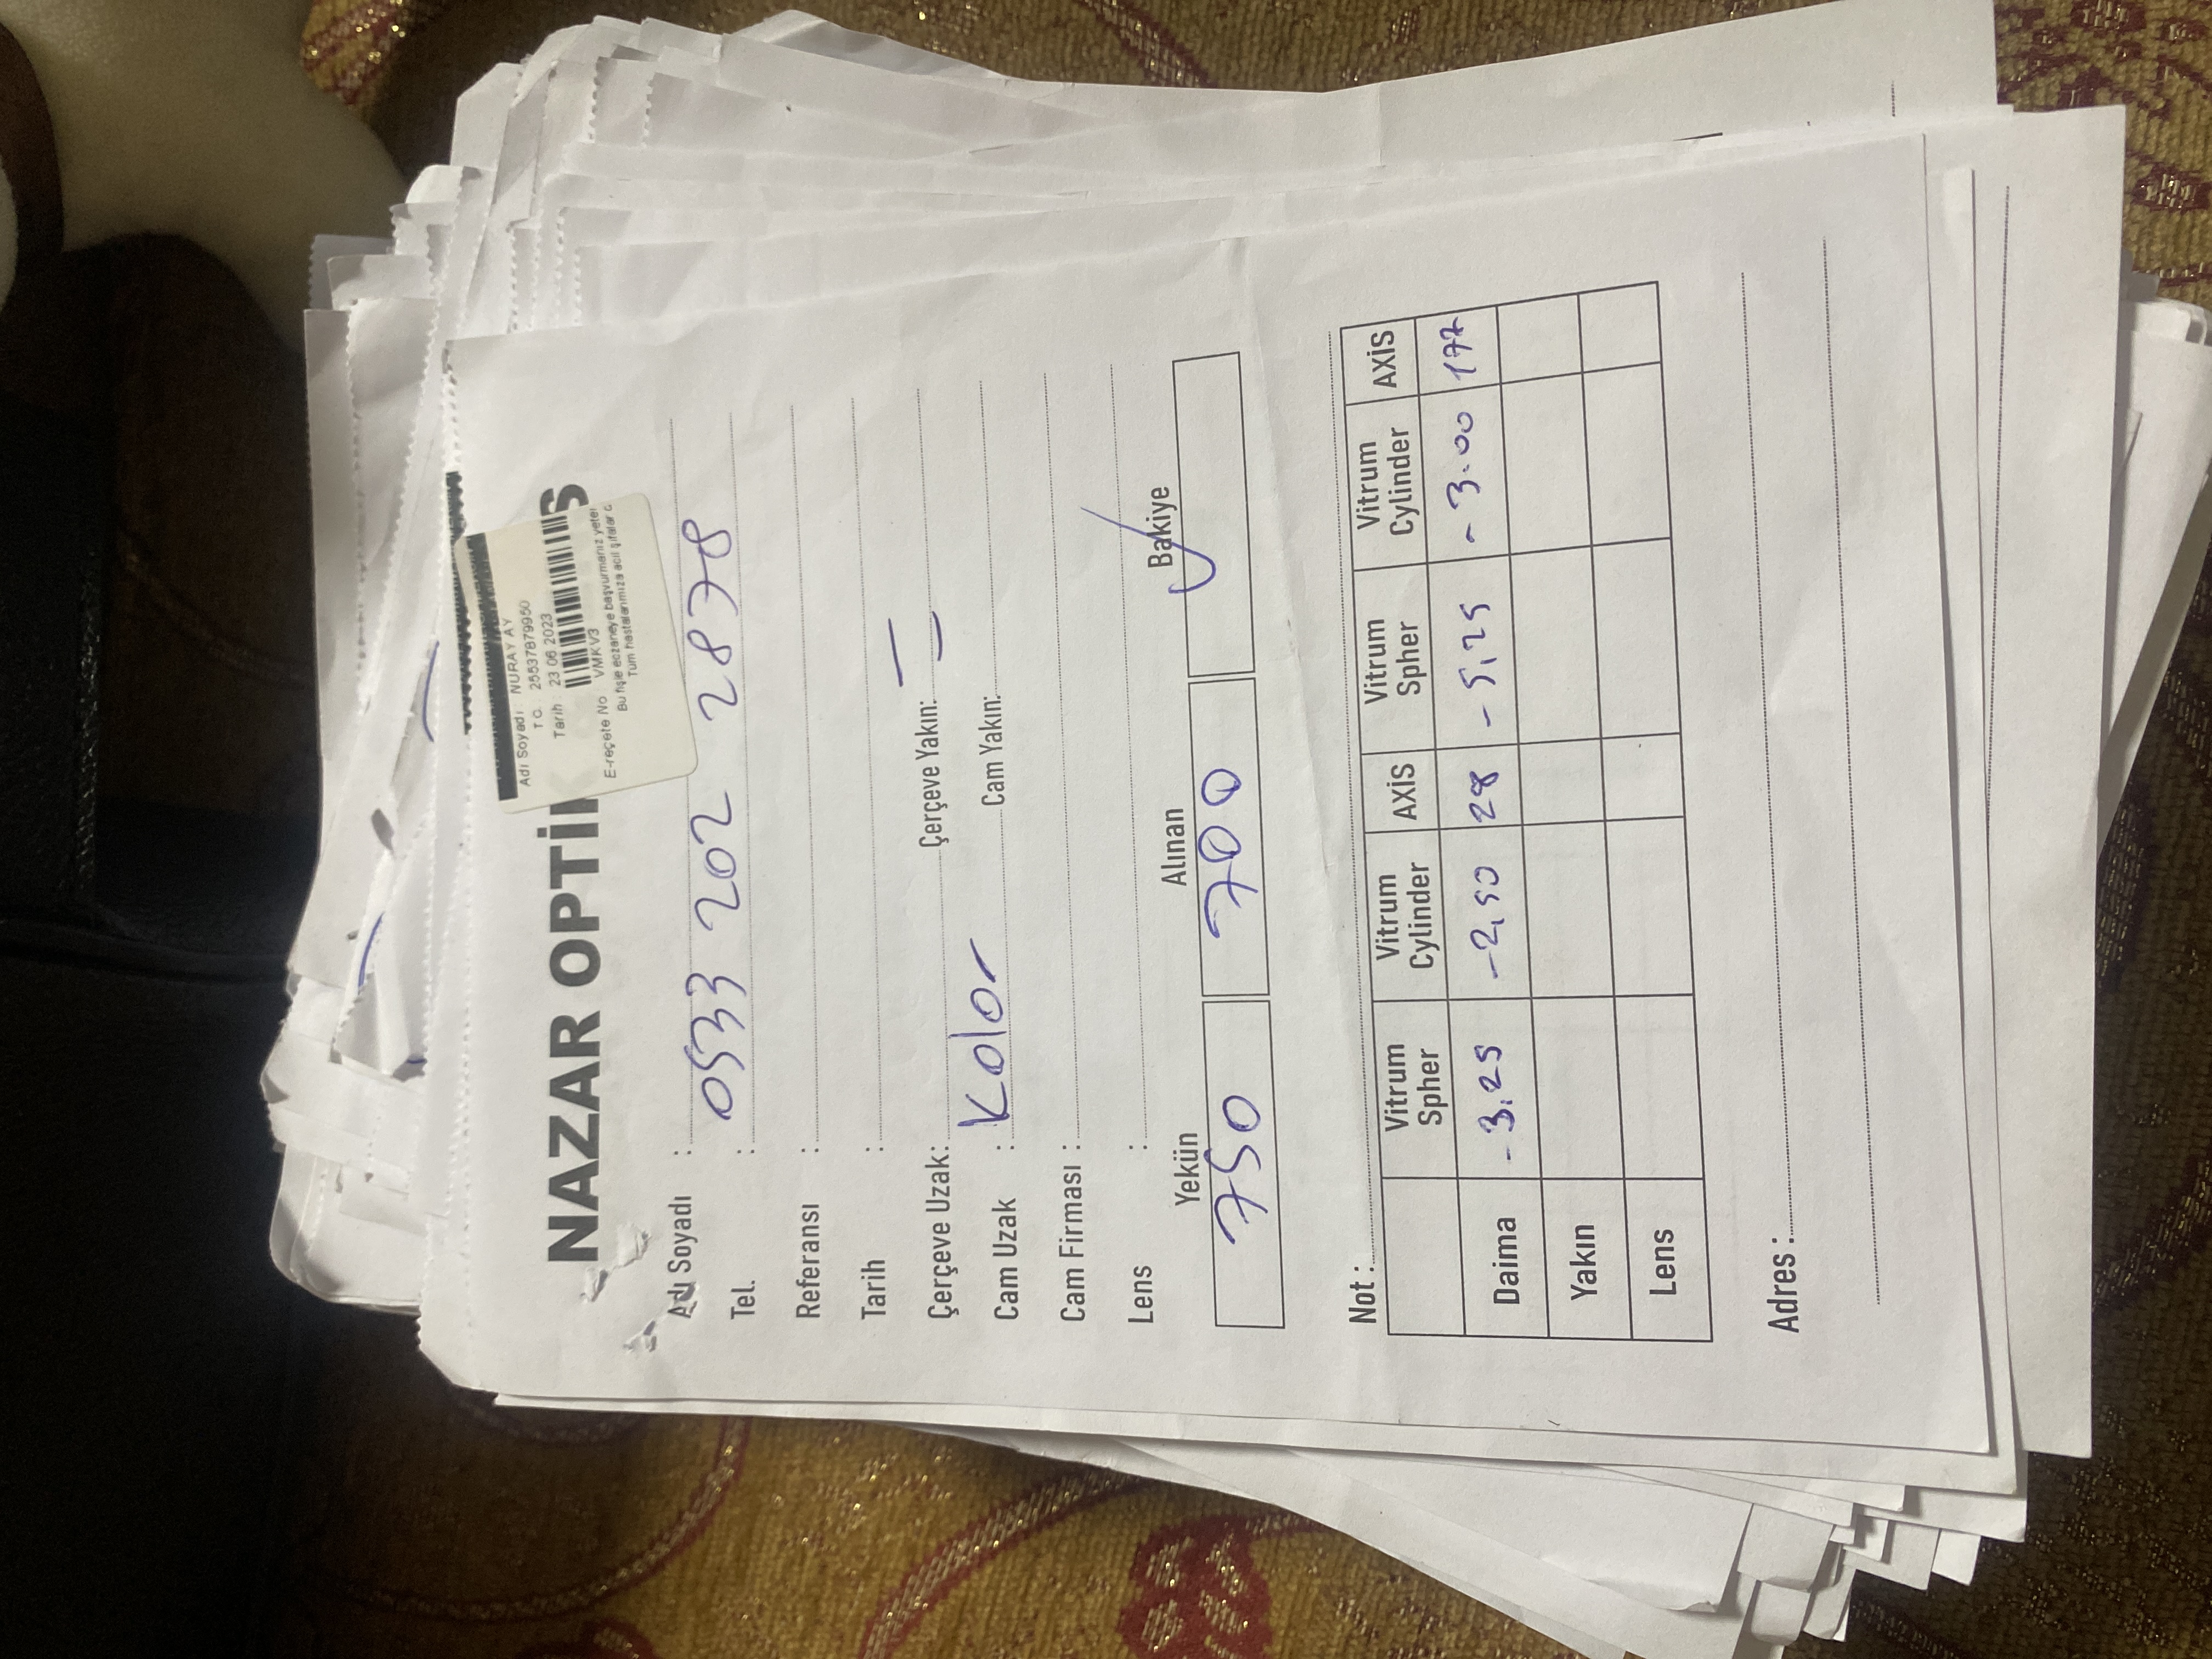 Adı Soyadı : NURAY AY
T.C. 25537879950
Tarih : 23.06.2023
NAZAR OPTİK S
E-reçete No VMKV3
Bu fişle eczaneye başvurmanız yeter
Tüm hastalarımıza acil şifalar d
Adı Soyadı :
Tel. : 0533 202 2878
Referansı :
Tarih :
Çerçeve Uzak: Çerçeve Yakın: —
Cam Uzak : Kolor Cam Yakın:
Cam Firması :
Lens :
Yekün Alınan Bakiye
750 700 ✓
Not :
Vitrum Spher Vitrum Cylinder AXİS Vitrum Spher Vitrum Cylinder AXİS
Daima -3,25 -2,50 28 -5,25 -3.00 177
Yakın
Lens
Adres :